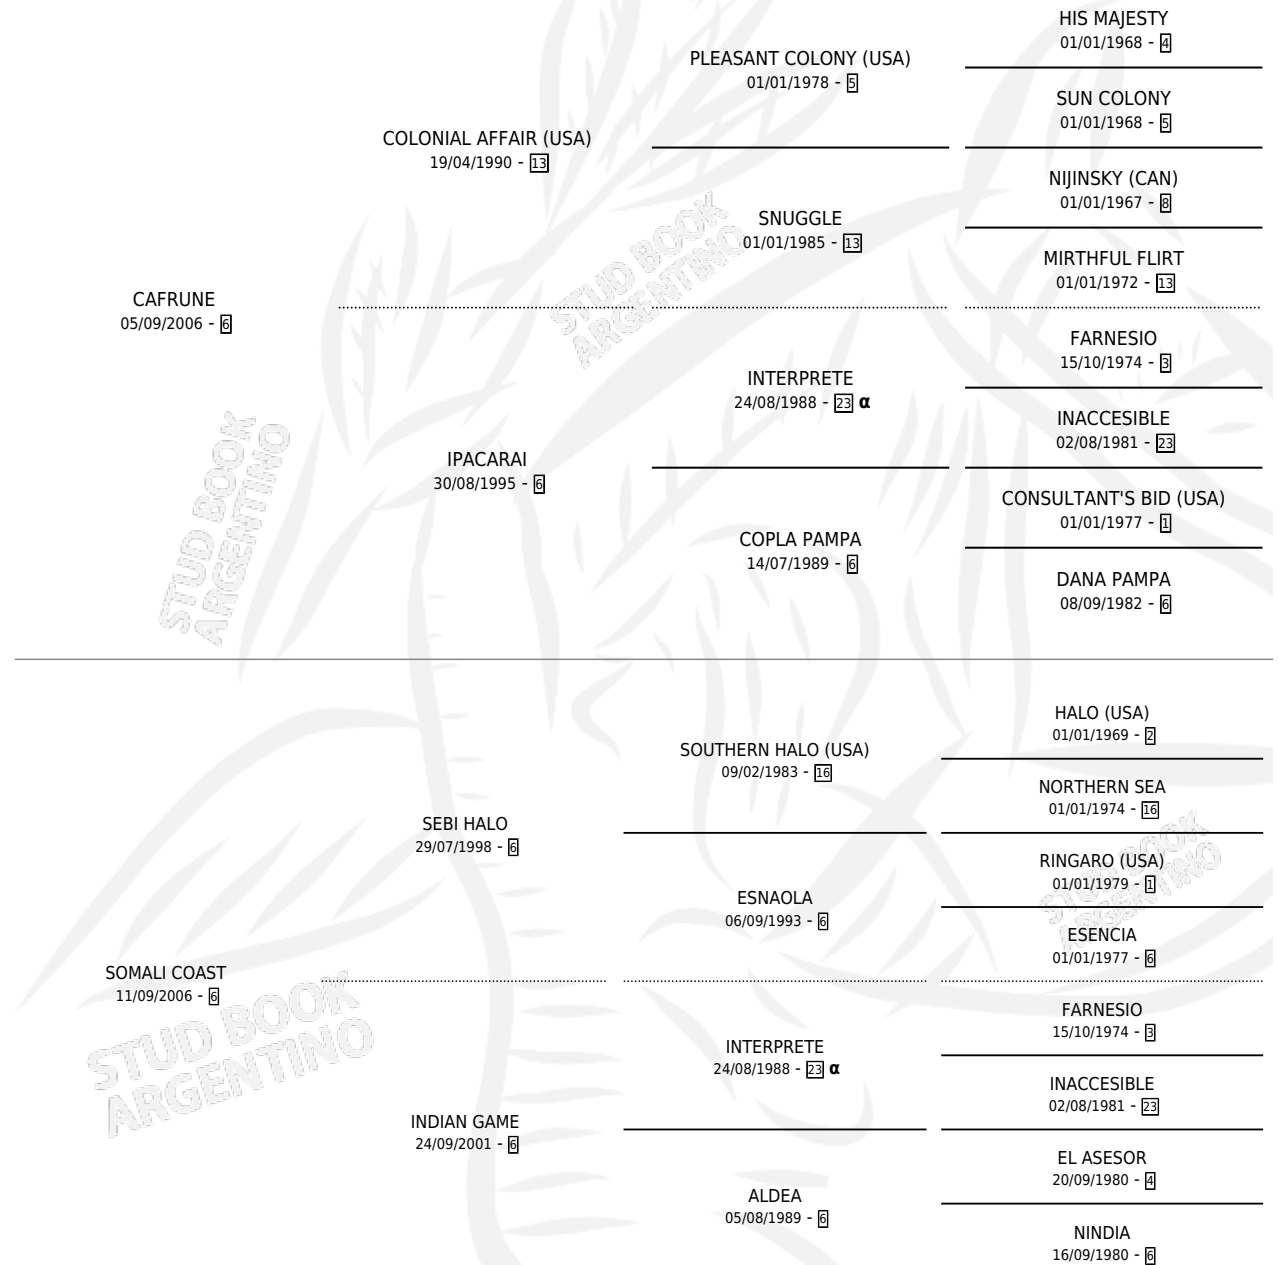 HIS MAJESTY
01/01/1968 - 4
PLEASANT COLONY (USA)
01/01/1978 - 5
SUN COLONY
01/01/1968 - 5
COLONIAL AFFAIR (USA)
19/04/1990 - 13
NIJINSKY (CAN)
01/01/1967 - 8
SNUGGLE
01/01/1985 - 13
MIRTHFUL FLIRT
01/01/1972 - 13
CAFRUNE
05/09/2006 - 6
FARNESIO
15/10/1974 - 3
INTERPRETE
24/08/1988 - 23 α
INACCESIBLE
02/08/1981 - 23
IPACARAI
30/08/1995 - 6
CONSULTANT'S BID (USA)
01/01/1977 - 1
COPLA PAMPA
14/07/1989 - 6
DANA PAMPA
08/09/1982 - 6
HALO (USA)
01/01/1969 - 2
SOUTHERN HALO (USA)
09/02/1983 - 16
NORTHERN SEA
01/01/1974 - 16
SEBI HALO
29/07/1998 - 6
RINGARO (USA)
01/01/1979 - 1
ESNAOLA
06/09/1993 - 6
ESENCIA
01/01/1977 - 6
SOMALI COAST
11/09/2006 - 6
FARNESIO
15/10/1974 - 3
INTERPRETE
24/08/1988 - 23 α
INACCESIBLE
02/08/1981 - 23
INDIAN GAME
24/09/2001 - 6
EL ASESOR
20/09/1980 - 4
ALDEA
05/08/1989 - 6
NINDIA
16/09/1980 - 6
STUD BOOK
ARGENTINO
STUD BOOK
ARGENTINO
STUD BOOK
ARGENTINO
STUD BOOK
ARGENTINO